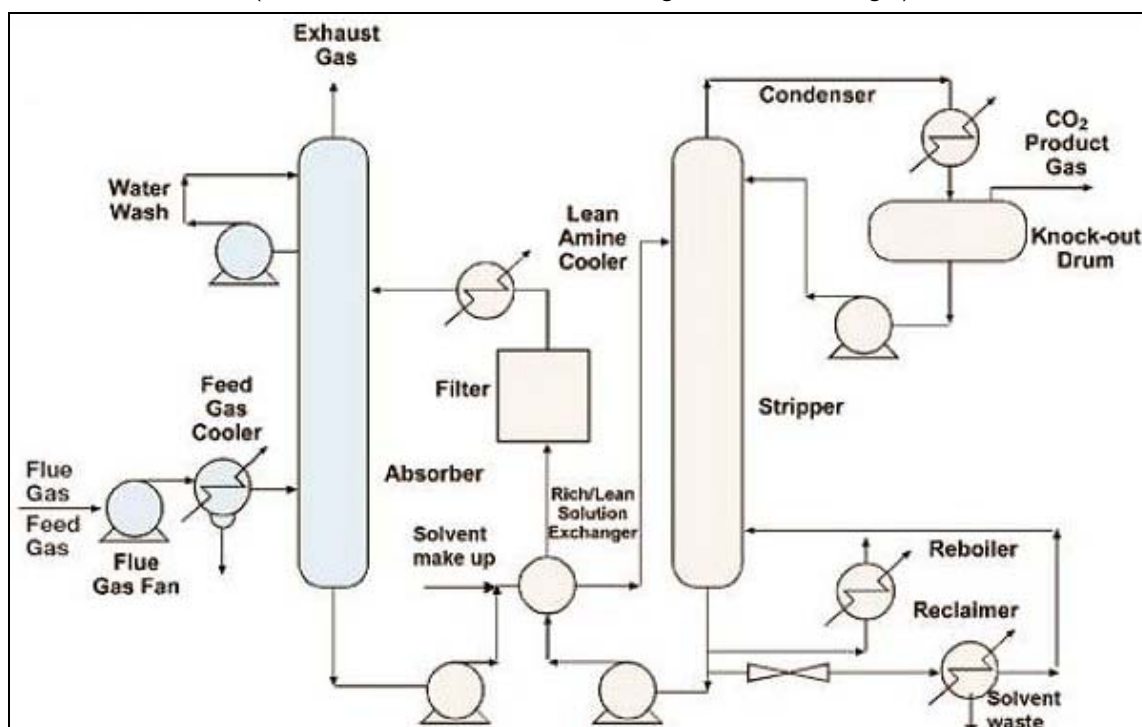 Exhaust
Gas
Condenser
CO₂
Product
Gas
Water
Wash
Lean
Amine
Cooler
Knock-out
Drum
Feed
Gas
Cooler
Filter
Stripper
Flue
Gas
Feed
Gas
Absorber
Rich/Lean
Solution
Exchanger
Solvent
make up
Flue
Gas Fan
Reboiler
Reclaimer
Solvent
waste